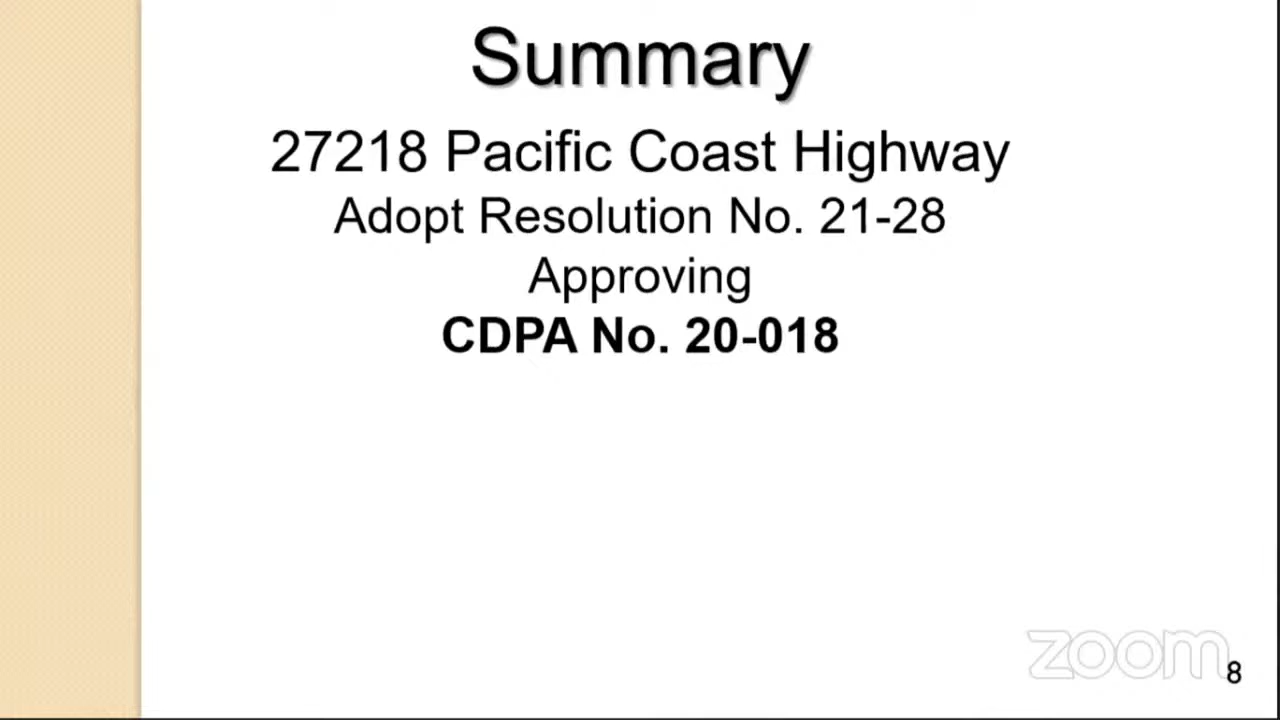 Summary
27218 Pacific Coast Highway
Adopt Resolution No. 21-28
Approving
CDPA No. 20-018
zoom
8